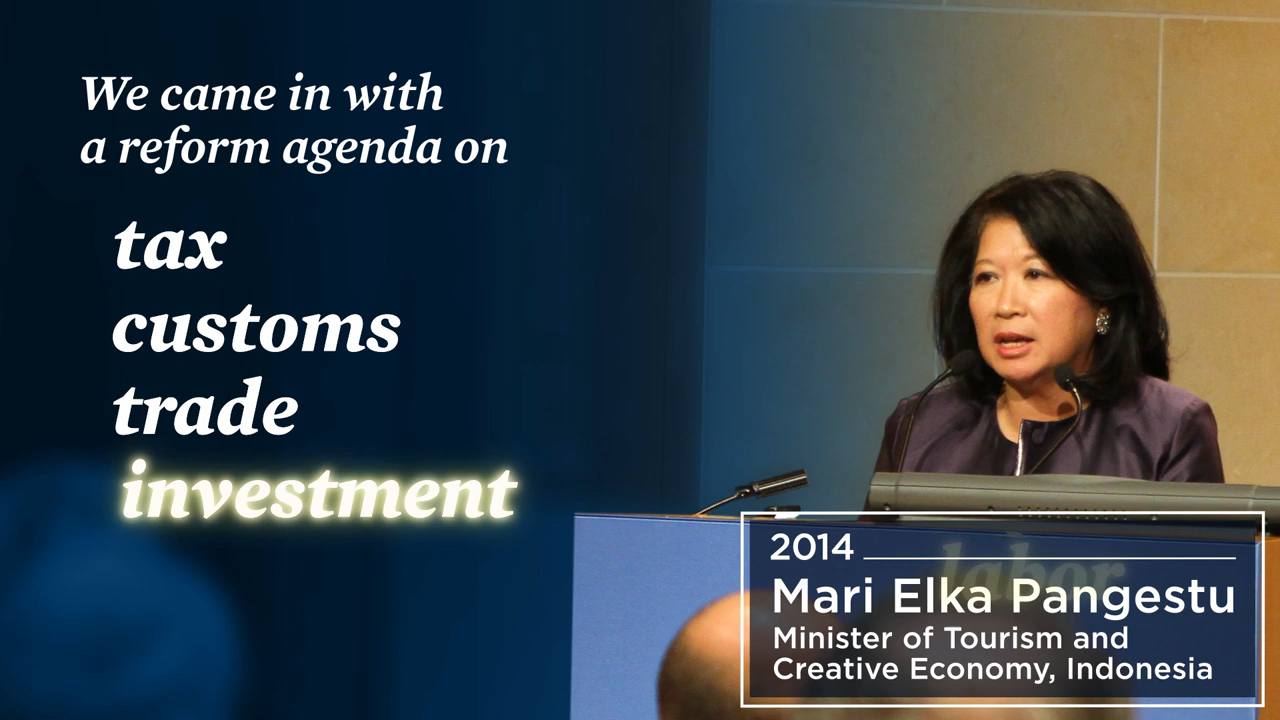 We came in with
a reform agenda on
tax
customs
trade
investment
labor
2014
Mari Elka Pangestu
Minister of Tourism and
Creative Economy, Indonesia